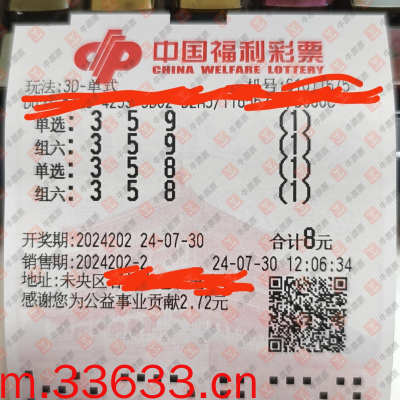 中国福利彩票
CHINA WELFARE LOTTERY
玩法:3D-单式
单选: 3 5 9 (1)
组六: 3 5 9 (1)
单选: 3 5 8 (1)
组六: 3 5 8 (1)
开奖期:2024202 24-07-30 合计8元
销售期:2024202-2 24-07-30 12:06:34
地址:未央区
感谢您为公益事业贡献2.72元
m.33633.cn